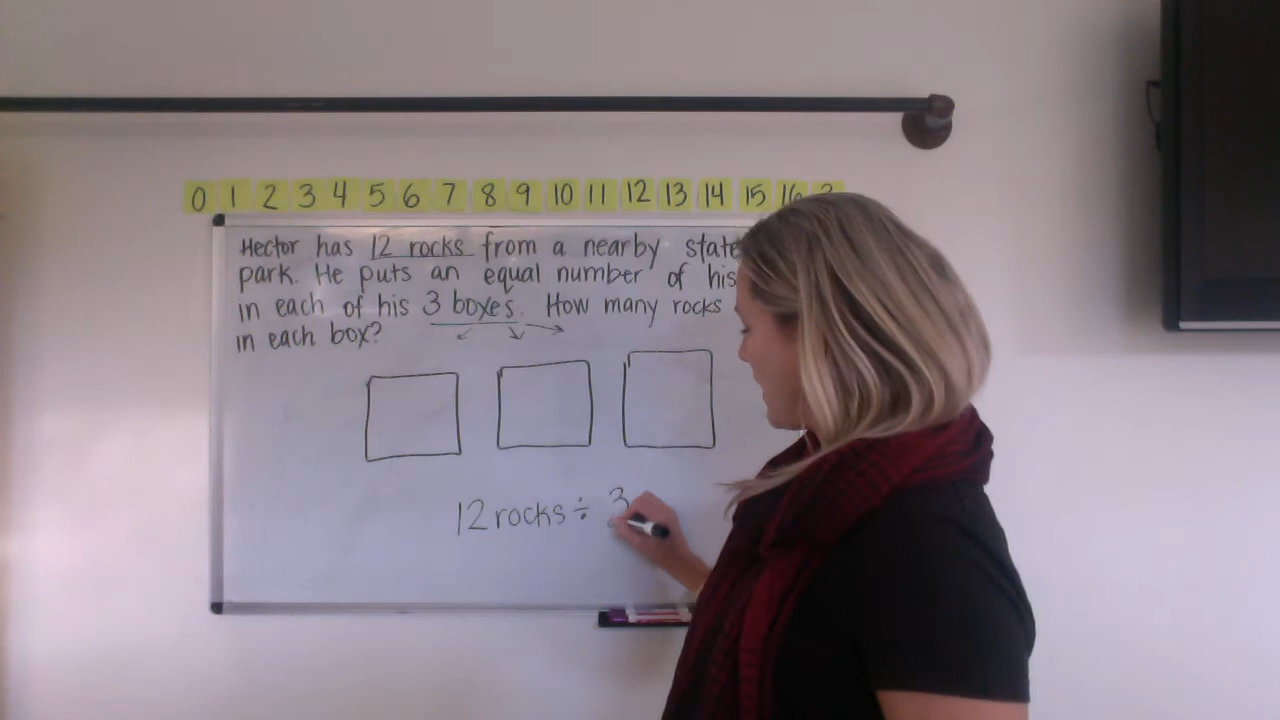 0 1 2 3 4 5 6 7 8 9 10 11 12 13 14 15 16 ?
Hector has 12 rocks from a nearby state
park. He puts an equal number of his
in each of his 3 boxes. How many rocks
in each box?
12 rocks ÷ 3